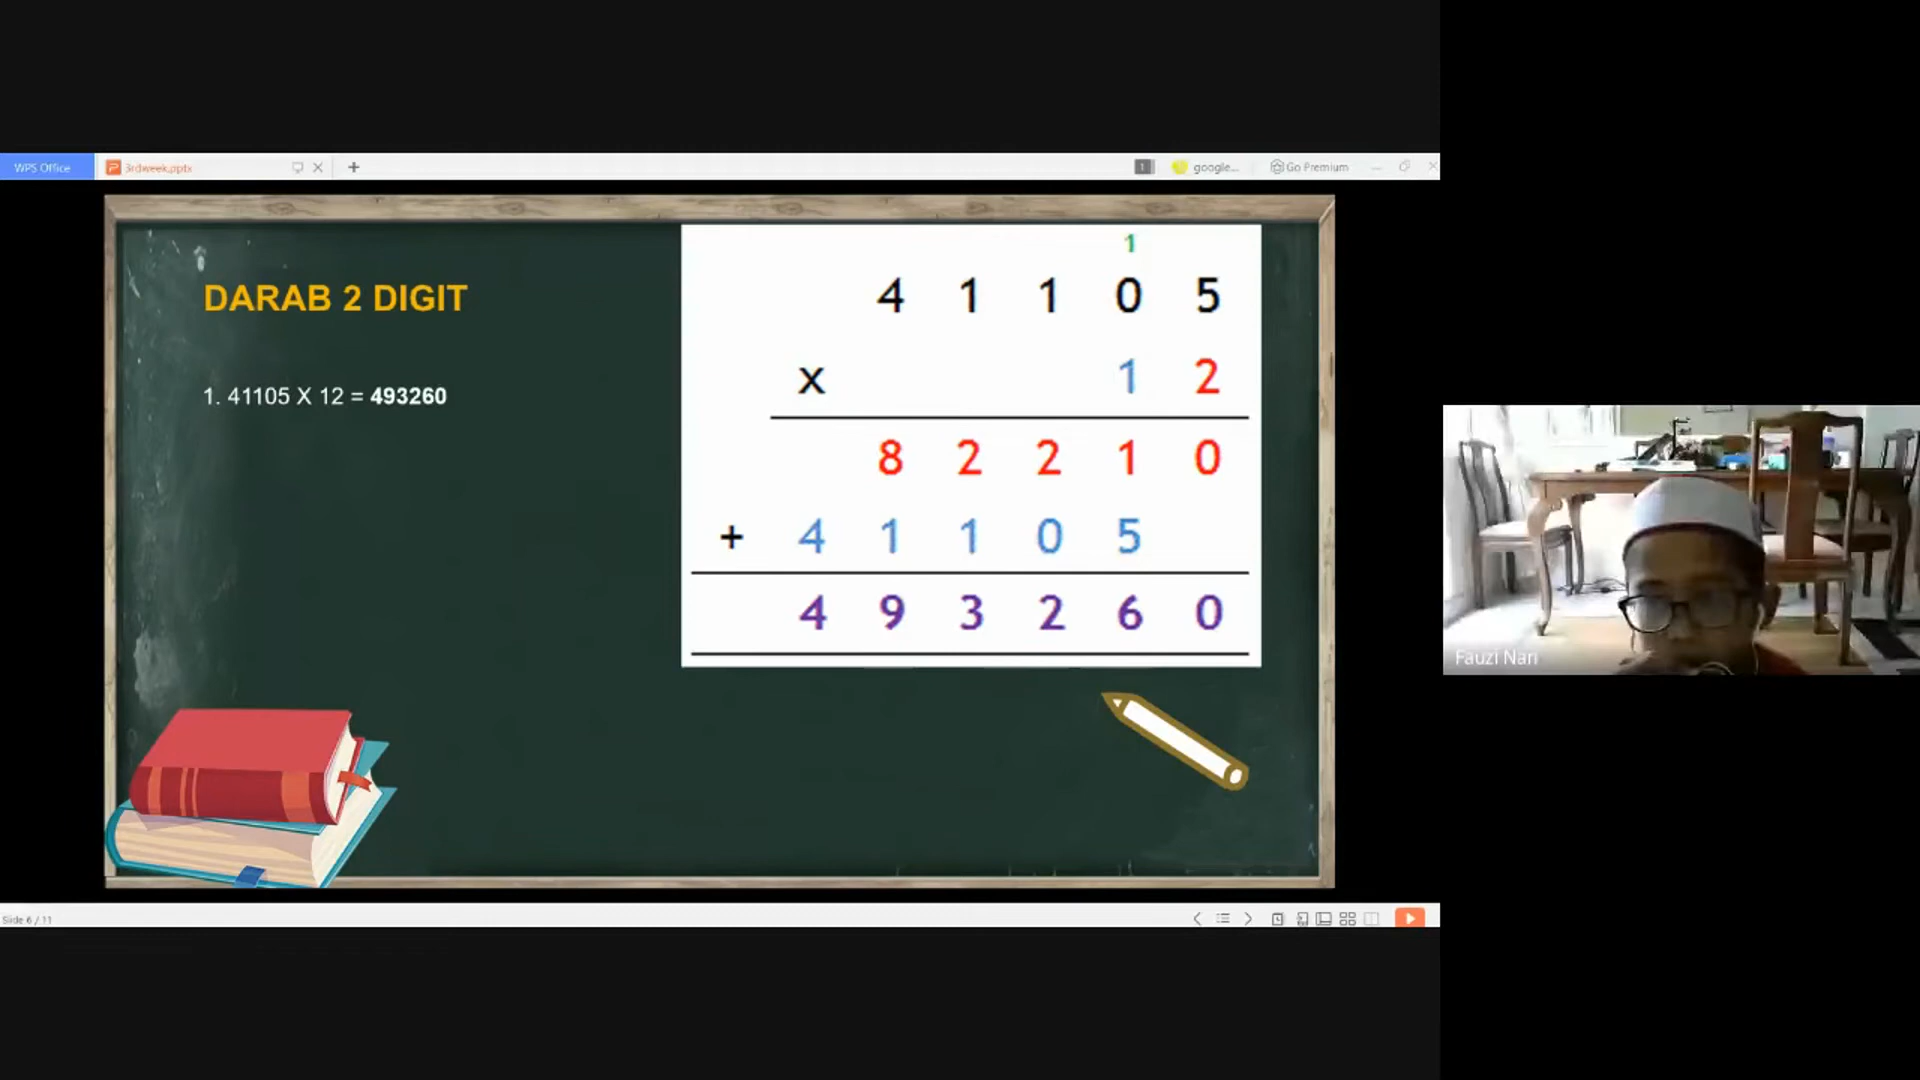 WPS Office
3rdweek.pptx
1
google...
Go Premium
DARAB 2 DIGIT
1. 41105 X 12 = 493260
1
4 1 1 0 5
x 1 2
8 2 2 1 0
+ 4 1 1 0 5
4 9 3 2 6 0
Fauzi Nari
Slide 6 / 11